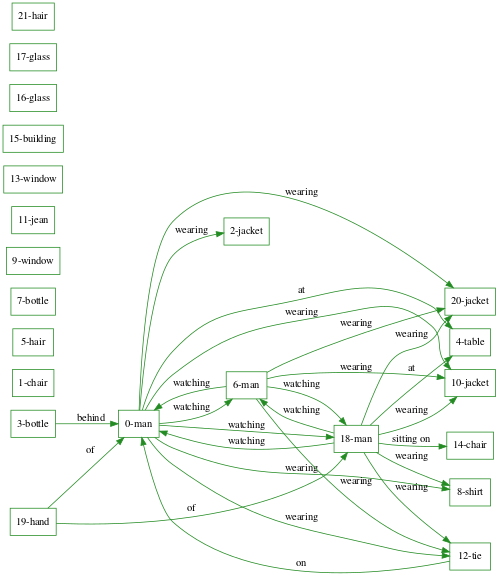 21-hair
17-glass
16-glass
15-building
13-window
wearing
11-jean
wearing
2-jacket
9-window
at
7-bottle
20-jacket
wearing
wearing
wearing
5-hair
4-table
wearing
at
1-chair
watching
6-man
watching
10-jacket
watching
watching
wearing
3-bottle
behind
0-man
watching
18-man
sitting on
14-chair
watching
of
wearing
wearing
wearing
wearing
8-shirt
of
19-hand
wearing
12-tie
on